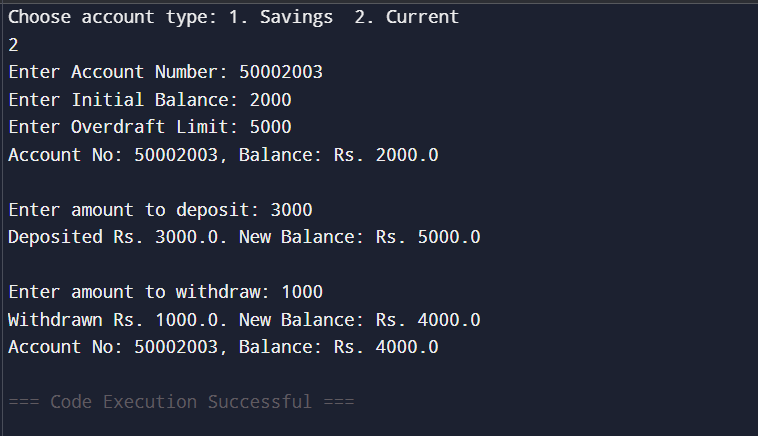 Choose account type: 1. Savings  2. Current
2
Enter Account Number: 50002003
Enter Initial Balance: 2000
Enter Overdraft Limit: 5000
Account No: 50002003, Balance: Rs. 2000.0
Enter amount to deposit: 3000
Deposited Rs. 3000.0. New Balance: Rs. 5000.0
Enter amount to withdraw: 1000
Withdrawn Rs. 1000.0. New Balance: Rs. 4000.0
Account No: 50002003, Balance: Rs. 4000.0
=== Code Execution Successful ===